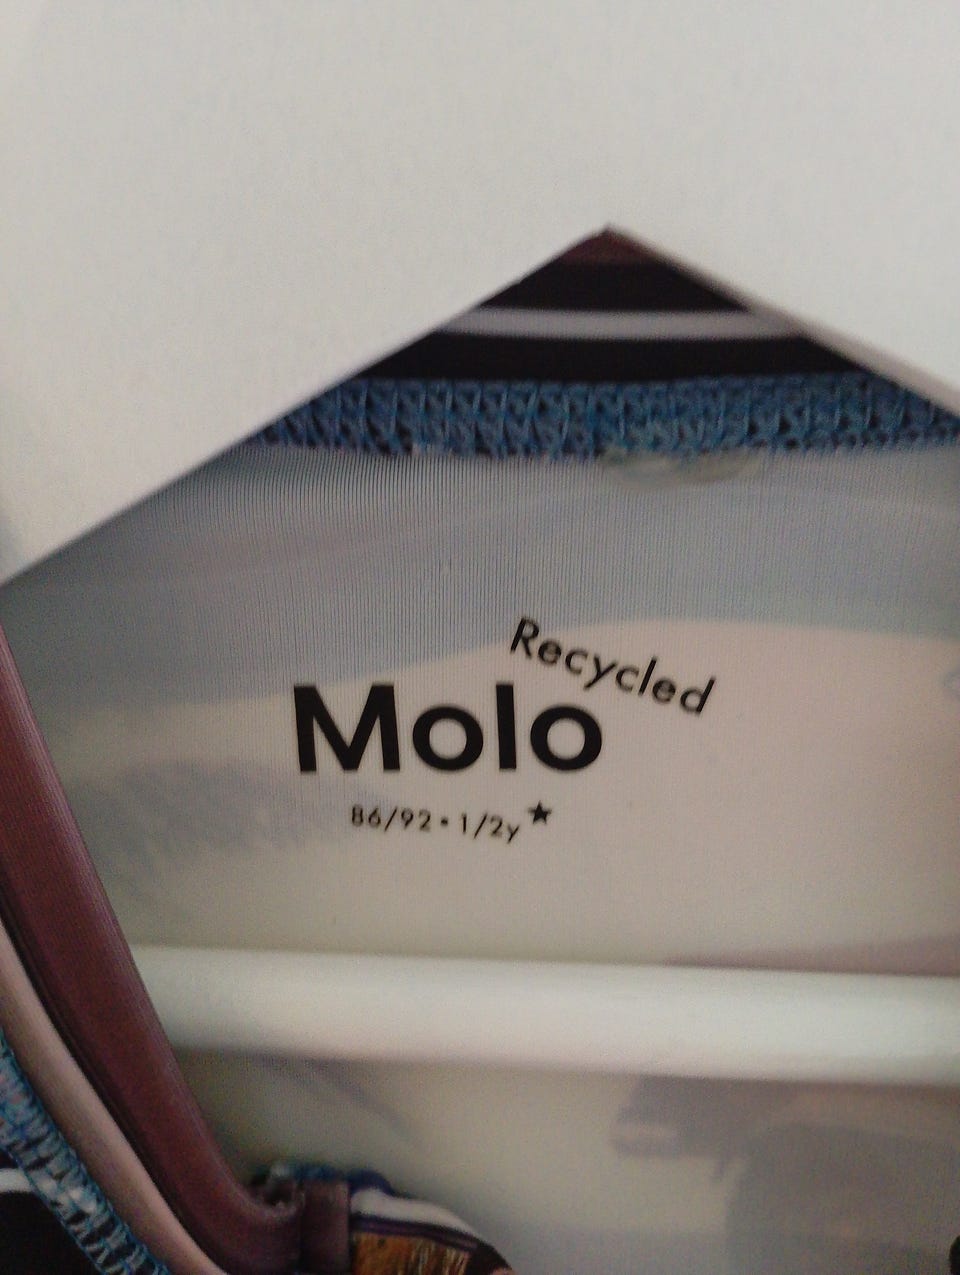 Recycled
Molo
86/92 • 1/2y★